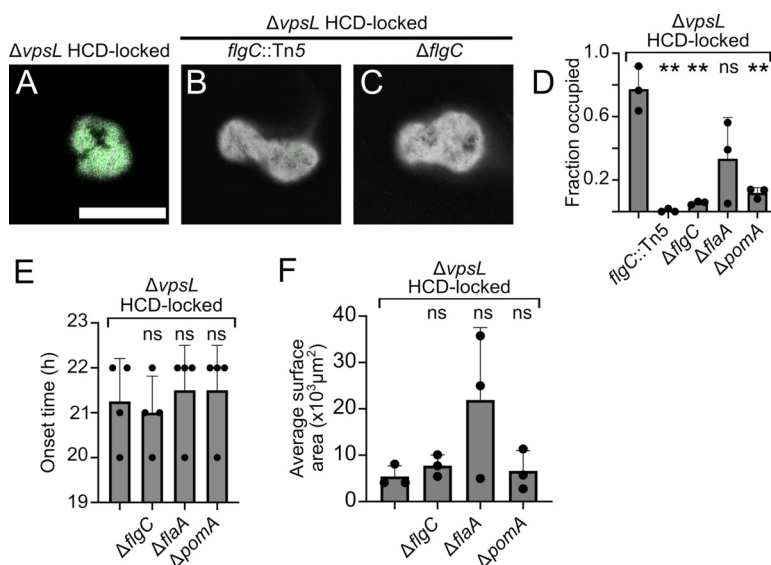 ΔvpsL HCD-locked
ΔvpsL HCD-locked
flgC::Tn5
ΔflgC
A
B
C
D
ΔvpsL
HCD-locked
** ** ns **
Fraction occupied
1.0
0.6
0.2
flgC::Tn5
ΔflgC
ΔflaA
ΔpomA
E
ΔvpsL
HCD-locked
ns ns ns
Onset time (h)
23
22
21
20
19
ΔflgC
ΔflaA
ΔpomA
F
ΔvpsL
HCD-locked
ns ns ns
Average surface
area (x10³µm²)
40
30
20
10
0
ΔflgC
ΔflaA
ΔpomA